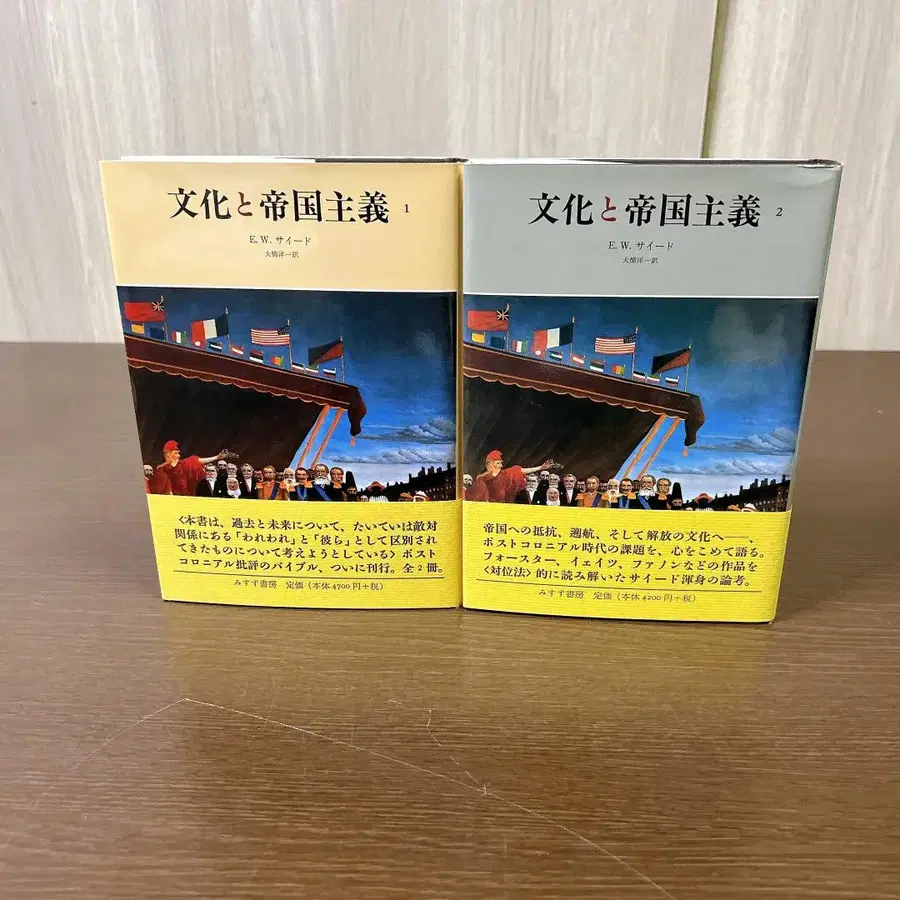 文化と帝国主義 1
E. W. サイード
大橋洋一訳
〈本書は、過去と未来について、たいていは敵対
関係にある「われわれ」と「彼ら」として区別され
てきたものについて考えようとしている〉ポスト
コロニアル批評のバイブル、ついに刊行。全2冊。
みすず書房 定価（本体4700円＋税）
文化と帝国主義 2
E. W. サイード
大橋洋一訳
帝国への抵抗、遡航、そして解放の文化へ──、
ポストコロニアル時代の課題を、心をこめて語る。
フォースター、イェイツ、ファノンなどの作品を
〈対位法〉的に読み解いたサイード渾身の論考。
みすず書房 定価（本体4200円＋税）